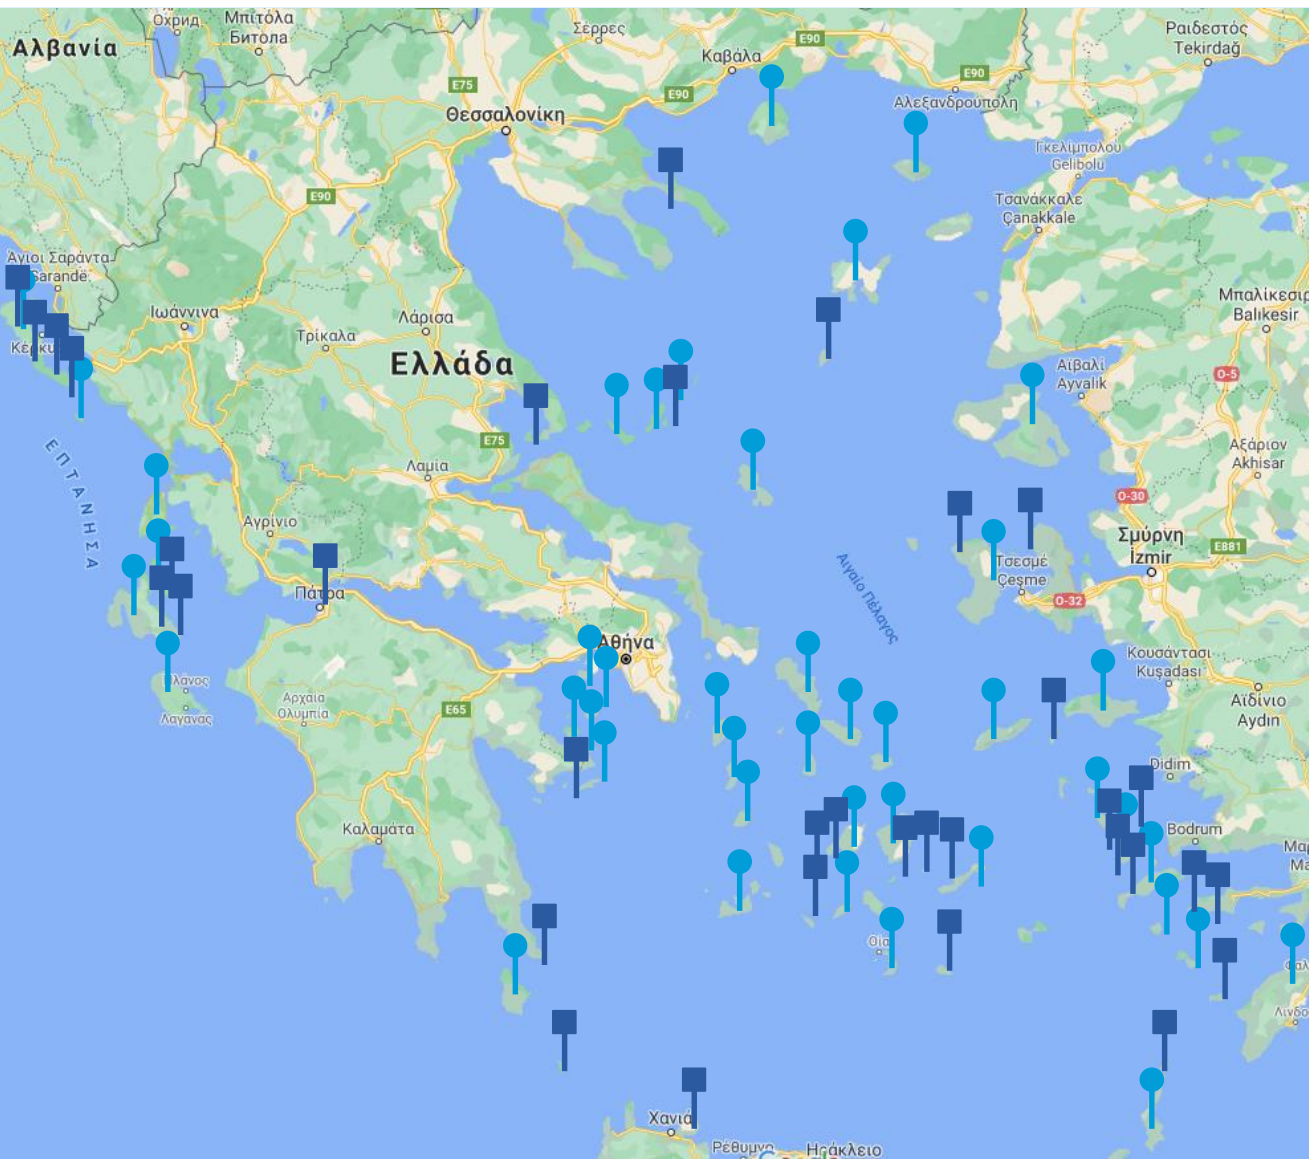 Οχρίδ
Μπίτολα
Битола
Σέρρες
Ραιδεστός
Tekirdağ
Αλβανία
Καβάλα
E90
E75
E90
E90
Αλεξανδρούπολη
Θεσσαλονίκη
Γκελίμπολου
Gelibolu
E90
Τσανάκκαλε
Çanakkale
Άγιοι Σαράντα
Sarandë
Μπαλίκεσιρ
Balıkesir
Ιωάννινα
Λάρισα
Τρίκαλα
Ελλάδα
Αϊβαλί
Ayvalık
O-5
E75
ΕΠΤΑΝΗΣΑ
Λαμία
Αξάριον
Akhisar
O-30
Αγρίνιο
Σμύρνη
İzmir
E881
Αιγαίο Πέλαγος
Τσεσμέ
Çeşme
Πάτρα
O-32
Αθήνα
Κουσάντασι
Kuşadası
Λαγανάς
Αρχαία
Ολυμπία
E65
Αϊδίνιο
Aydın
Didim
Καλαμάτα
Bodrum
Χανιά
Ρέθυμνο
Ηράκλειο